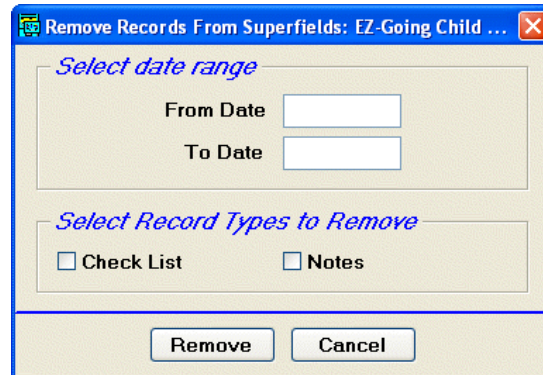 Remove Records From Superfields: EZ-Going Child ...
Select date range
From Date
To Date
Select Record Types to Remove
Check List Notes
Remove Cancel